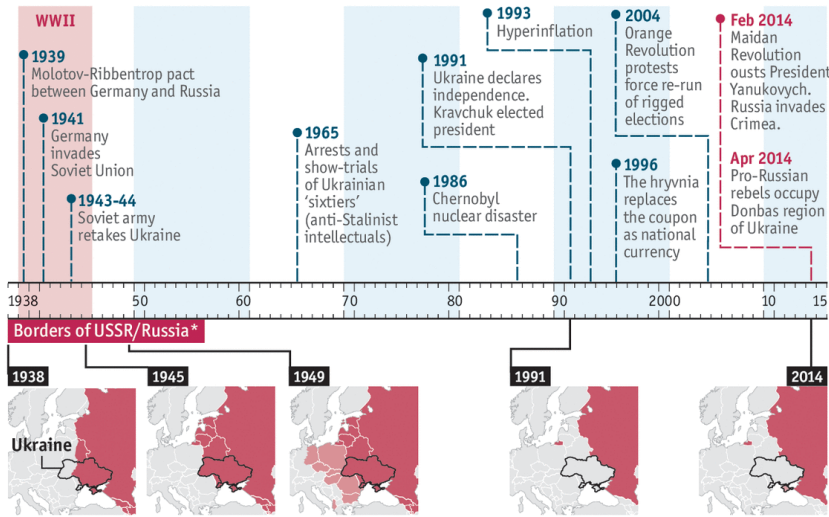 WWII
1939
Molotov-Ribbentrop pact
between Germany and Russia
1941
Germany
invades
Soviet Union
1943-44
Soviet army
retakes Ukraine
1965
Arrests and
show-trials
of Ukrainian
‘sixtiers’
(anti-Stalinist
intellectuals)
1991
Ukraine declares
independence.
Kravchuk elected
president
1986
Chernobyl
nuclear disaster
1993
Hyperinflation
2004
Orange
Revolution
protests
force re-run
of rigged
elections
1996
The hryvnia
replaces
the coupon
as national
currency
Feb 2014
Maidan
Revolution
ousts President
Yanukovych.
Russia invades
Crimea.
Apr 2014
Pro-Russian
rebels occupy
Donbas region
of Ukraine
1938 50 60 70 80 90 2000 10 15
Borders of USSR/Russia*
1938 1945 1949 1991 2014
Ukraine